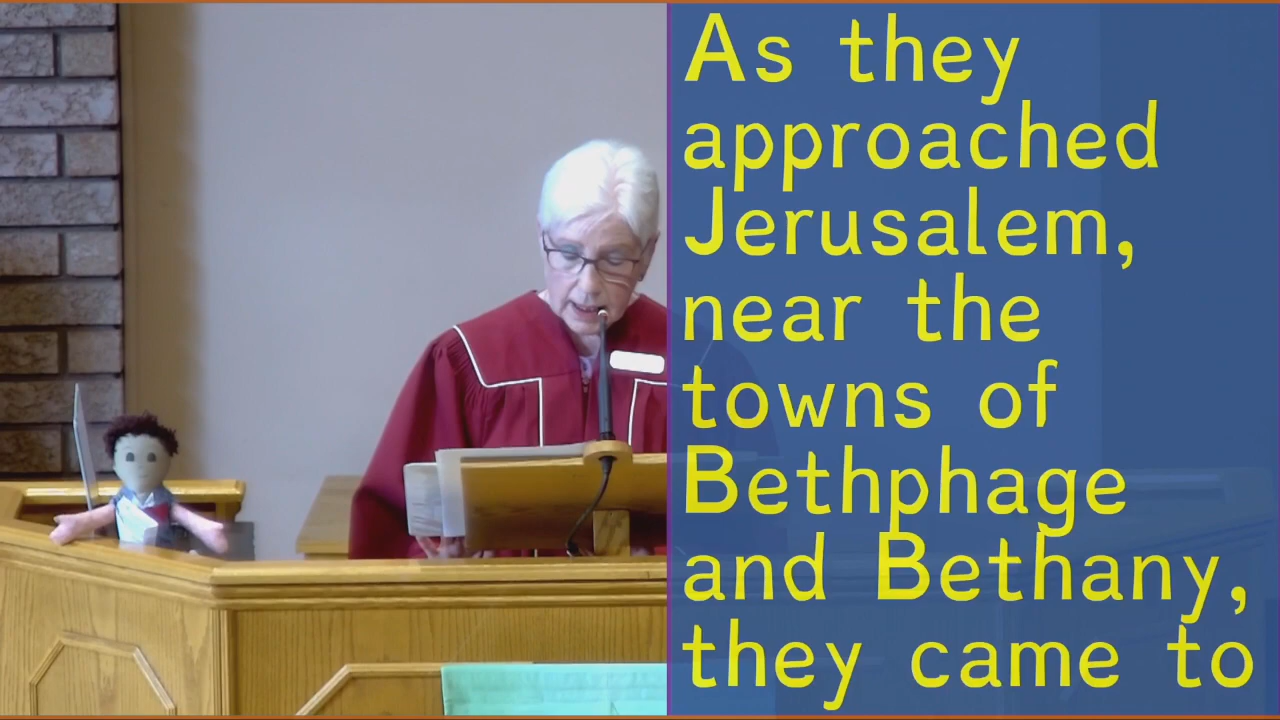 As they
approached
Jerusalem,
near the
towns of
Bethphage
and Bethany,
they came to